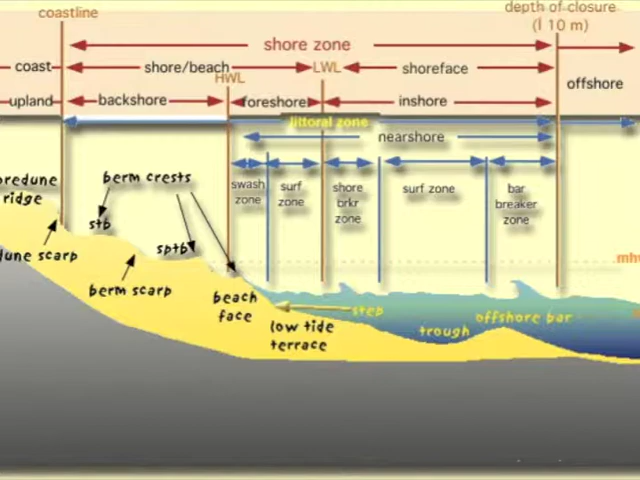 coastline
depth of closure
(l 10 m)
shore zone
coast
shore/beach
LWL
shoreface
HWL
offshore
upland
backshore
foreshore
inshore
littoral zone
nearshore
swash
zone
surf
zone
shore
brkr
zone
surf zone
bar
breaker
zone
oredune
ridge
berm crests
stb
sptb
dune scarp
berm scarp
mhw
beach
face
step
low tide
terrace
trough
offshore bar